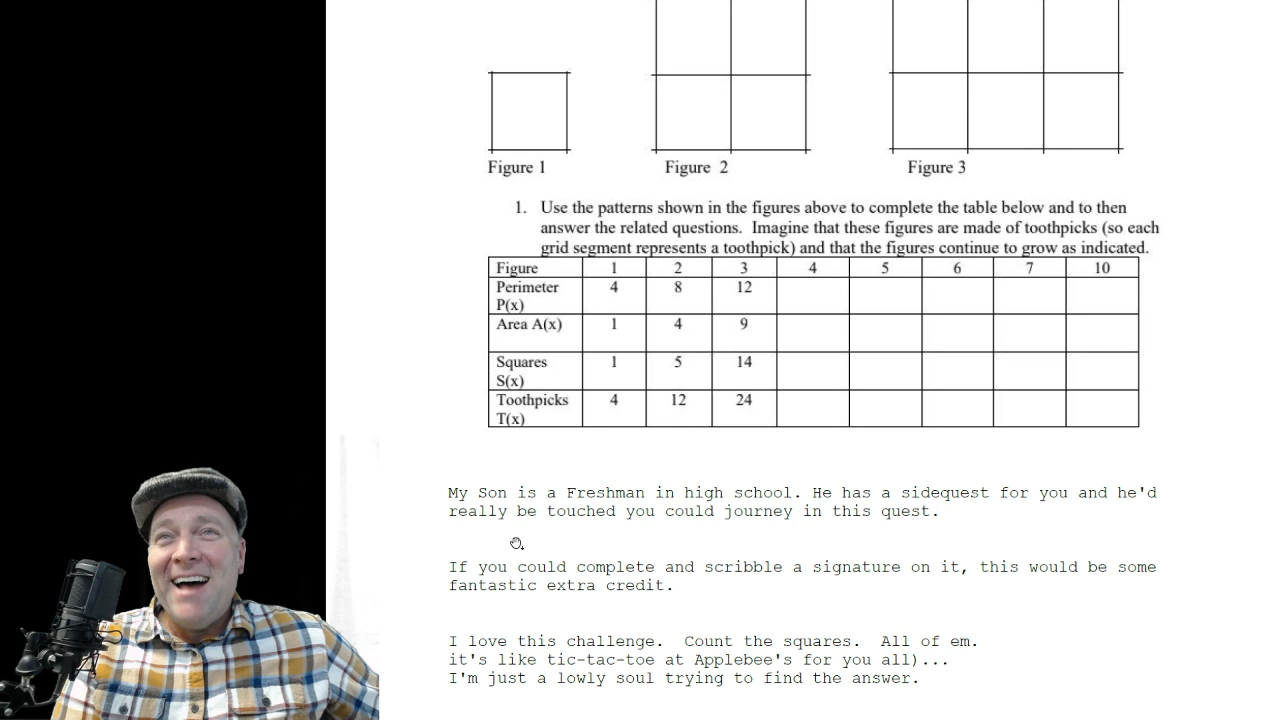 Figure 1
Figure 2
Figure 3
1. Use the patterns shown in the figures above to complete the table below and to then
answer the related questions. Imagine that these figures are made of toothpicks (so each
grid segment represents a toothpick) and that the figures continue to grow as indicated.
Figure 1 2 3 4 5 6 7 10
Perimeter P(x) 4 8 12
Area A(x) 1 4 9
Squares S(x) 1 5 14
Toothpicks T(x) 4 12 24
My Son is a Freshman in high school. He has a sidequest for you and he'd
really be touched you could journey in this quest.
If you could complete and scribble a signature on it, this would be some
fantastic extra credit.
I love this challenge. Count the squares. All of em.
it's like tic-tac-toe at Applebee's for you all)...
I'm just a lowly soul trying to find the answer.